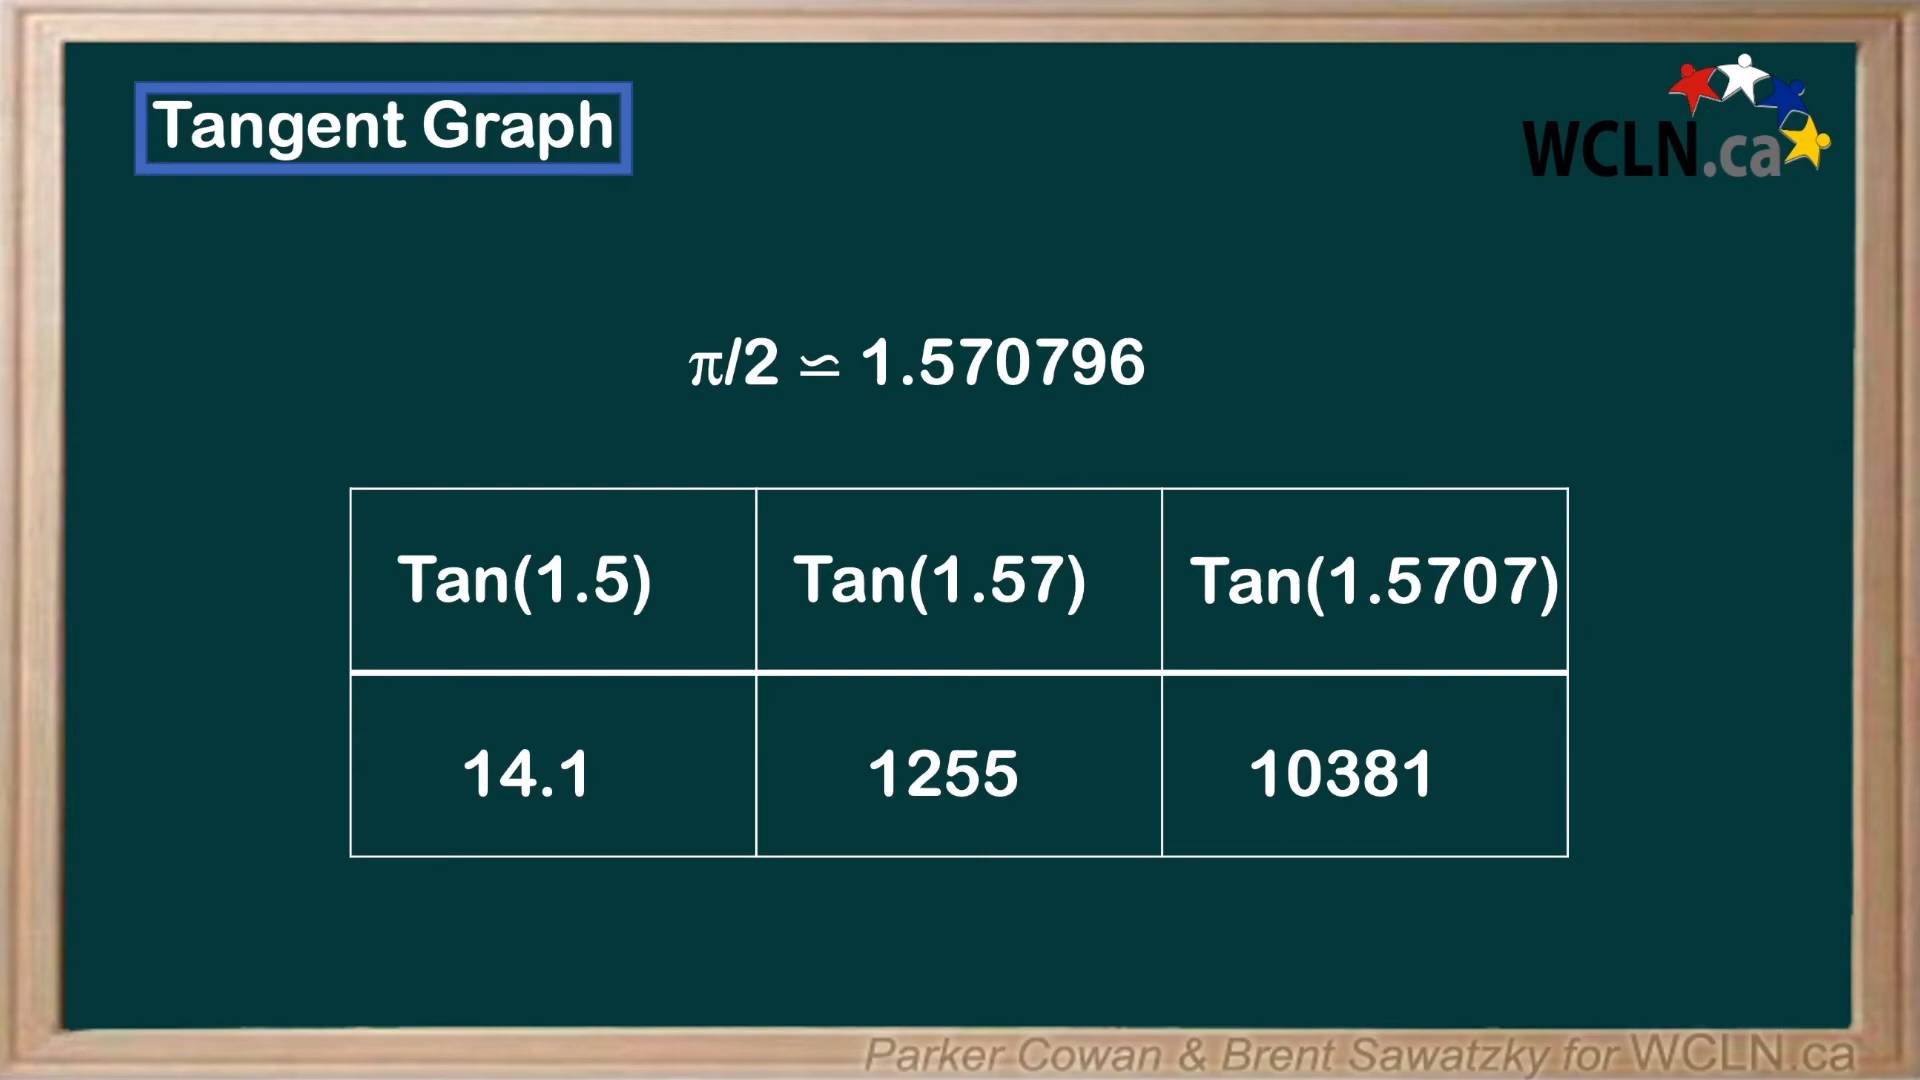 Tangent Graph
WCLN.ca
π/2 ≌ 1.570796
Tan(1.5) Tan(1.57) Tan(1.5707)
14.1 1255 10381
Parker Cowan & Brent Sawatzky for WCLN.ca